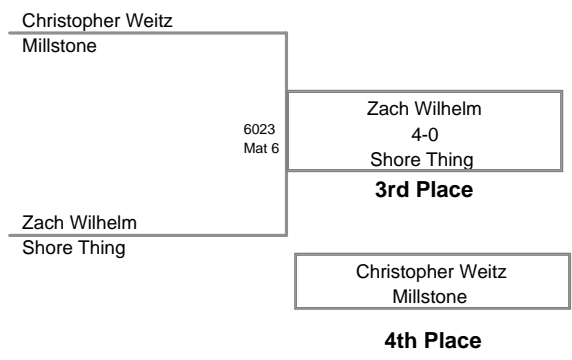 Christopher Weitz
Millstone
6023
Mat 6
Zach Wilhelm
4-0
Shore Thing
3rd Place
Zach Wilhelm
Shore Thing
Christopher Weitz
Millstone
4th Place